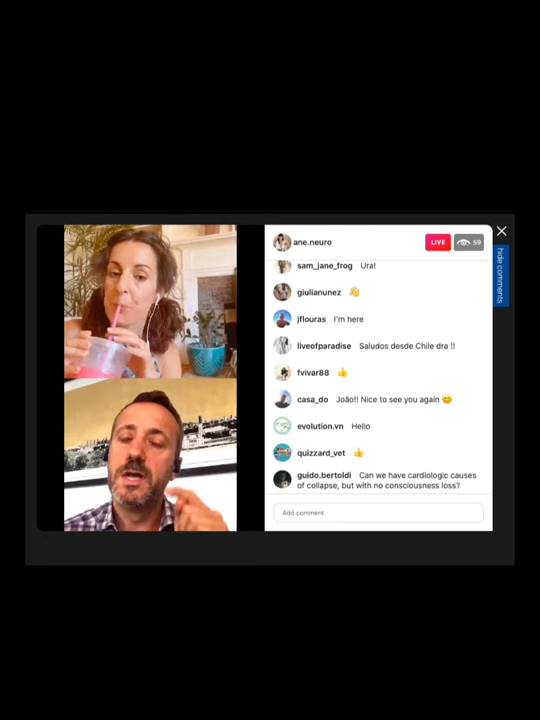 ane.neuro
LIVE
59
hide comments
sam_jane_frog Ura!
giulianunez 👋
jflouras I'm here
liveofparadise Saludos desde Chile dra !!
fvivar88 👍
casa_do João!! Nice to see you again 😊
evolution.vn Hello
quizzard_vet 👍
guido.bertoldi Can we have cardiologic causes
of collapse, but with no consciousness loss?
Add comment